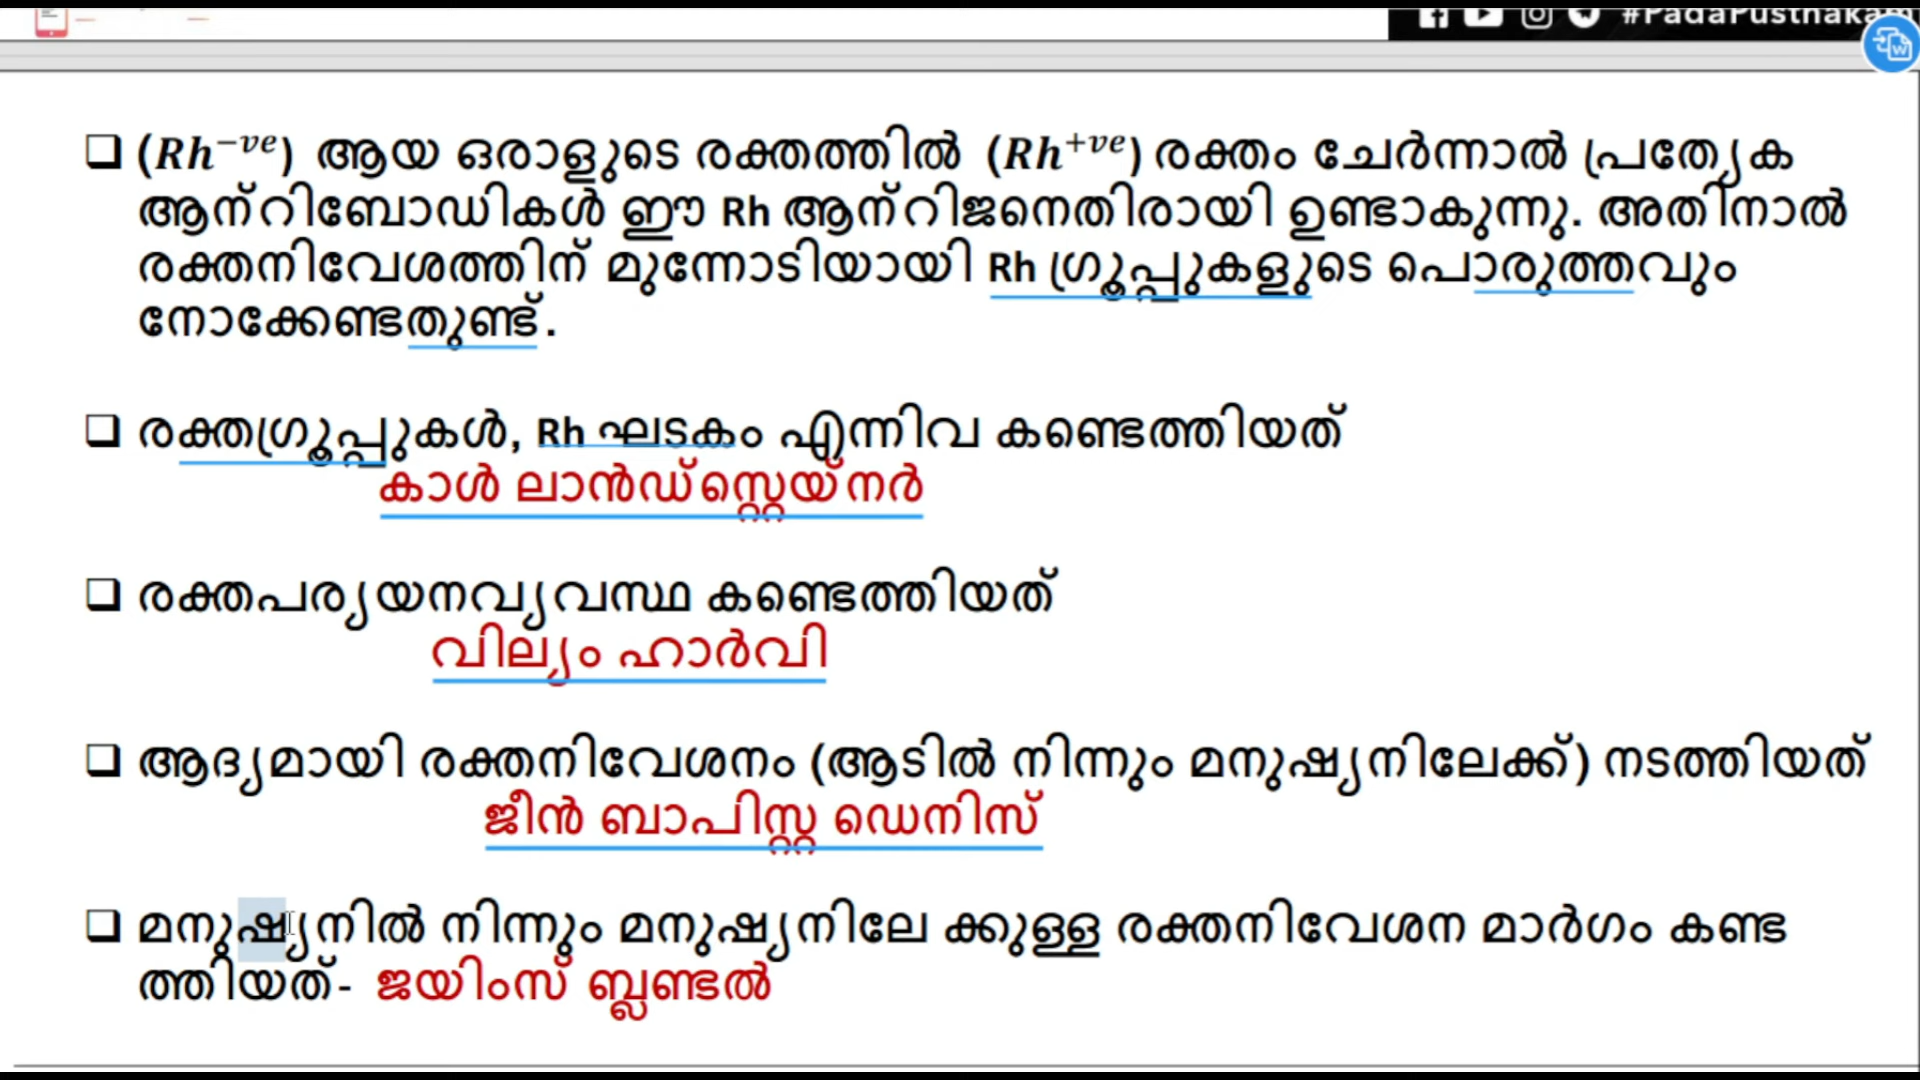 #PadaPusthakam
❑ (Rh⁻ᵛᵉ) ആയ ഒരാളുടെ രക്തത്തിൽ (Rh⁺ᵛᵉ) രക്തം ചേർന്നാൽ പ്രത്യേക
ആന്റിബോഡികൾ ഈ Rh ആന്റിജനെതിരായി ഉണ്ടാകുന്നു. അതിനാൽ
രക്തനിവേശത്തിന് മുന്നോടിയായി Rh ഗ്രൂപ്പുകളുടെ പൊരുത്തവും
നോക്കേണ്ടതുണ്ട്.
❑ രക്തഗ്രൂപ്പുകൾ, Rh ഘടകം എന്നിവ കണ്ടെത്തിയത്
കാൾ ലാൻഡ്സ്റ്റെയ്നർ
❑ രക്തപര്യയനവ്യവസ്ഥ കണ്ടെത്തിയത്
വില്യം ഹാർവി
❑ ആദ്യമായി രക്തനിവേശനം (ആടിൽ നിന്നും മനുഷ്യനിലേക്ക്) നടത്തിയത്
ജീൻ ബാപിസ്റ്റ ഡെനിസ്
❑ മനുഷ്യനിൽ നിന്നും മനുഷ്യനിലേ ക്കുള്ള രക്തനിവേശന മാർഗം കണ്ട
ത്തിയത്- ജയിംസ് ബ്ലണ്ടൽ